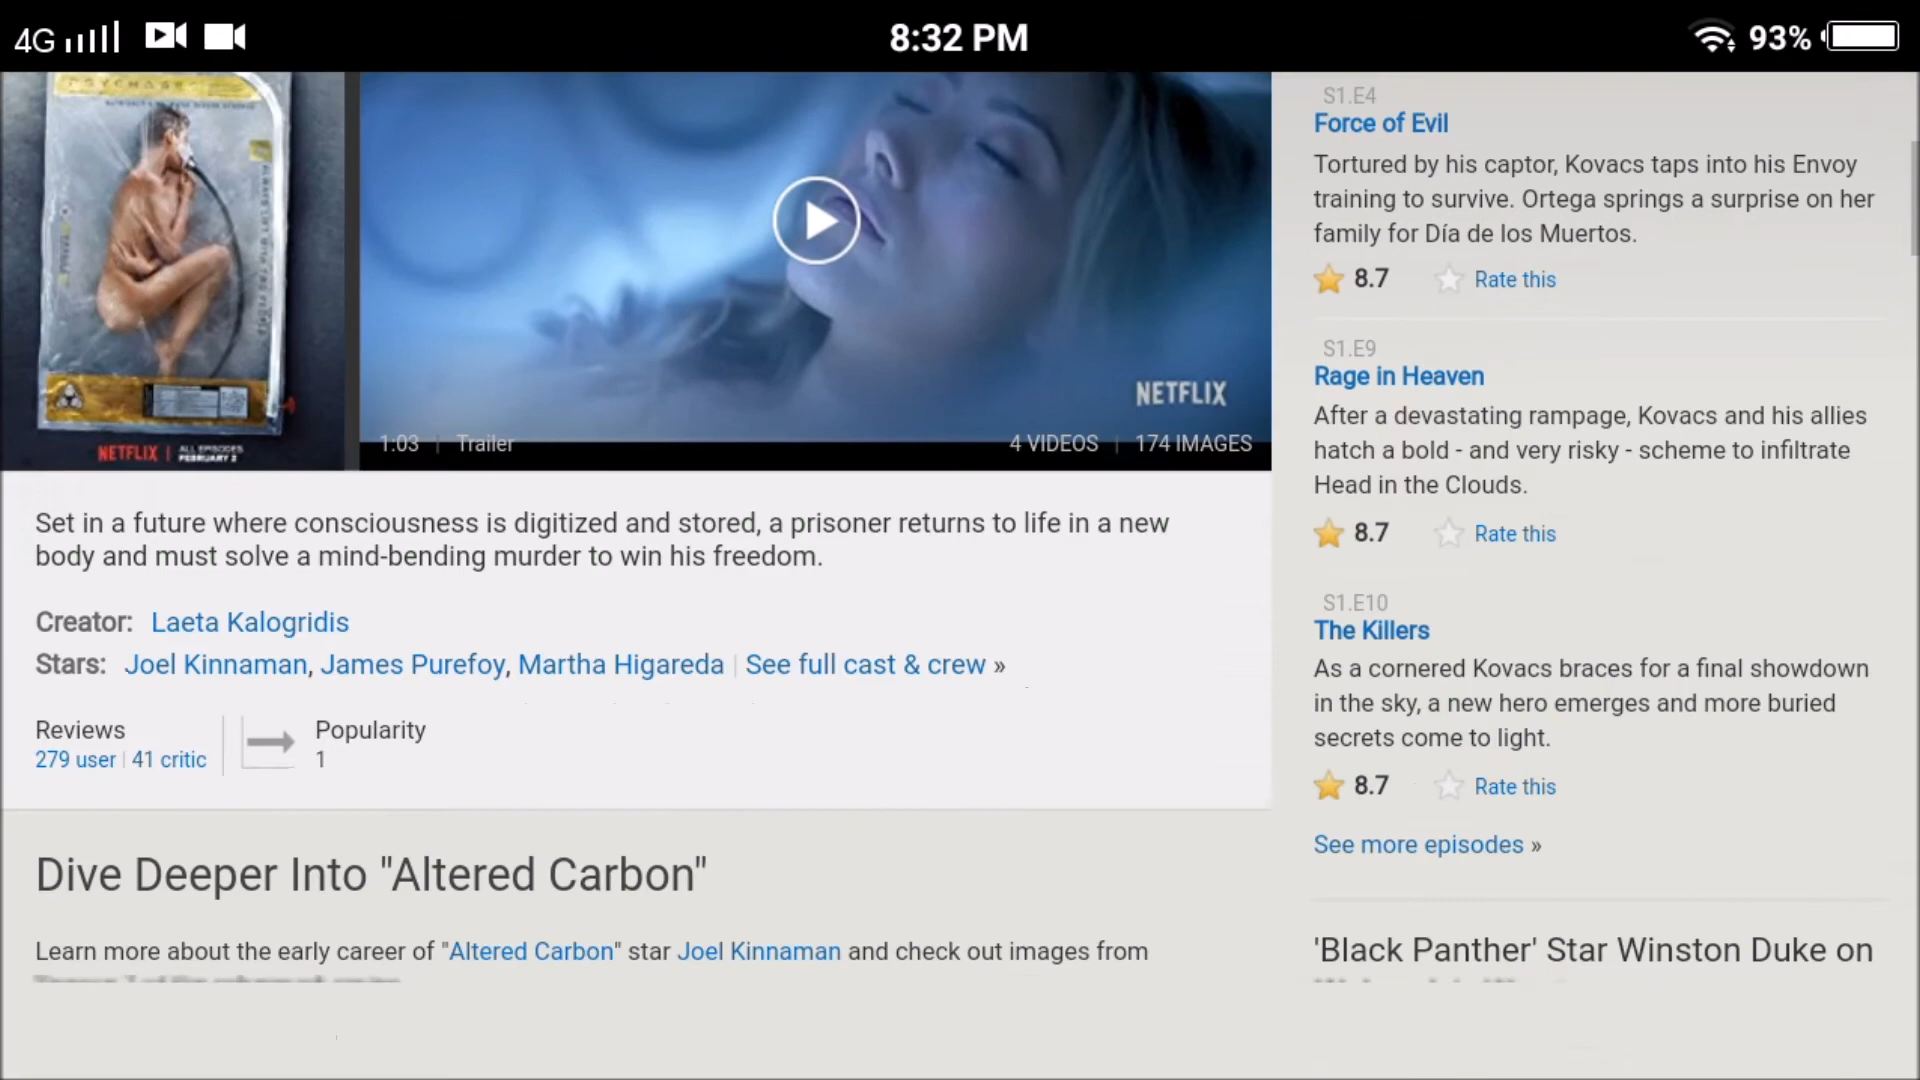 4G 8:32 PM 93%
NETFLIX | ALL EPISODES
FEBRUARY 2
NETFLIX
1:03 | Trailer 4 VIDEOS | 174 IMAGES
Set in a future where consciousness is digitized and stored, a prisoner returns to life in a new
body and must solve a mind-bending murder to win his freedom.
Creator: Laeta Kalogridis
Stars: Joel Kinnaman, James Purefoy, Martha Higareda | See full cast & crew »
Reviews
279 user | 41 critic
Popularity
1
Dive Deeper Into "Altered Carbon"
Learn more about the early career of "Altered Carbon" star Joel Kinnaman and check out images from
S1.E4
Force of Evil
Tortured by his captor, Kovacs taps into his Envoy
training to survive. Ortega springs a surprise on her
family for Día de los Muertos.
8.7 Rate this
S1.E9
Rage in Heaven
After a devastating rampage, Kovacs and his allies
hatch a bold - and very risky - scheme to infiltrate
Head in the Clouds.
8.7 Rate this
S1.E10
The Killers
As a cornered Kovacs braces for a final showdown
in the sky, a new hero emerges and more buried
secrets come to light.
8.7 Rate this
See more episodes »
'Black Panther' Star Winston Duke on